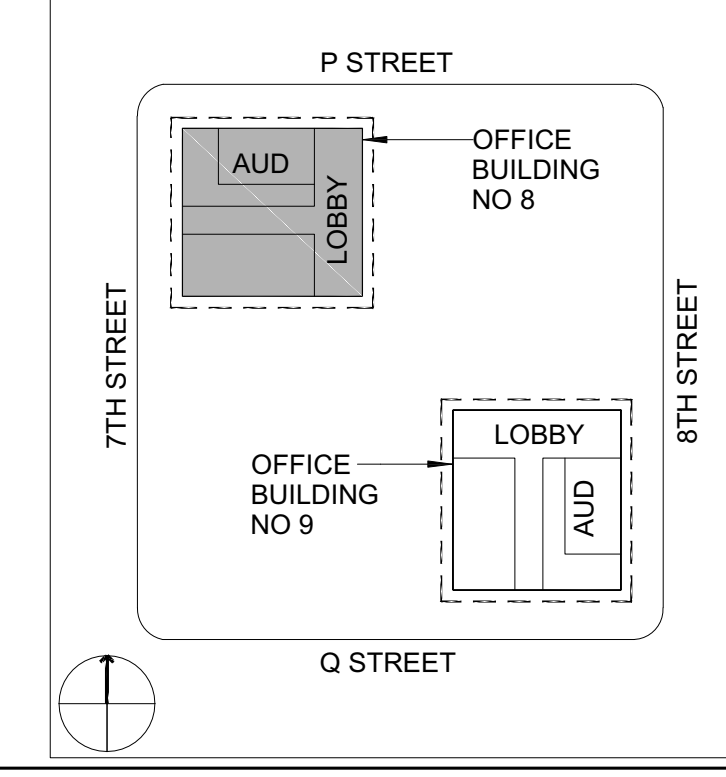 P STREET
AUD
LOBBY
OFFICE
BUILDING
NO 8
7TH STREET
8TH STREET
LOBBY
AUD
OFFICE
BUILDING
NO 9
Q STREET